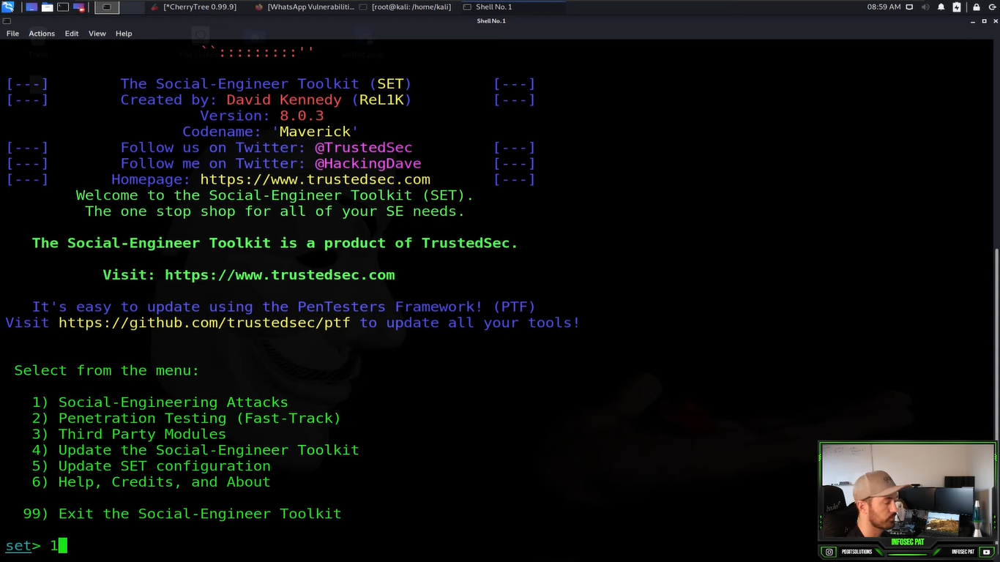 [*CherryTree 0.99.9]
[WhatsApp Vulnerabiliti...
[root@kali: /home/kali]
Shell No. 1
08:59 AM
Shell No. 1
File Actions Edit View Help
``:::::::::''
[---] The Social-Engineer Toolkit (SET) [---]
[---] Created by: David Kennedy (ReL1K) [---]
Version: 8.0.3
Codename: 'Maverick'
[---] Follow us on Twitter: @TrustedSec [---]
[---] Follow me on Twitter: @HackingDave [---]
[---] Homepage: https://www.trustedsec.com [---]
Welcome to the Social-Engineer Toolkit (SET).
The one stop shop for all of your SE needs.
The Social-Engineer Toolkit is a product of TrustedSec.
Visit: https://www.trustedsec.com
It's easy to update using the PenTesters Framework! (PTF)
Visit https://github.com/trustedsec/ptf to update all your tools!
Select from the menu:
1) Social-Engineering Attacks
2) Penetration Testing (Fast-Track)
3) Third Party Modules
4) Update the Social-Engineer Toolkit
5) Update SET configuration
6) Help, Credits, and About
99) Exit the Social-Engineer Toolkit
set> 1
INFOSEC PAT
PGDITSOLUTIONS
INFOSEC PAT